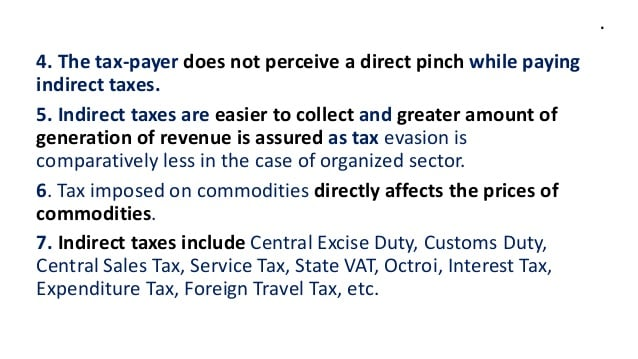 .
4. The tax-payer does not perceive a direct pinch while paying
indirect taxes.
5. Indirect taxes are easier to collect and greater amount of
generation of revenue is assured as tax evasion is
comparatively less in the case of organized sector.
6. Tax imposed on commodities directly affects the prices of
commodities.
7. Indirect taxes include Central Excise Duty, Customs Duty,
Central Sales Tax, Service Tax, State VAT, Octroi, Interest Tax,
Expenditure Tax, Foreign Travel Tax, etc.